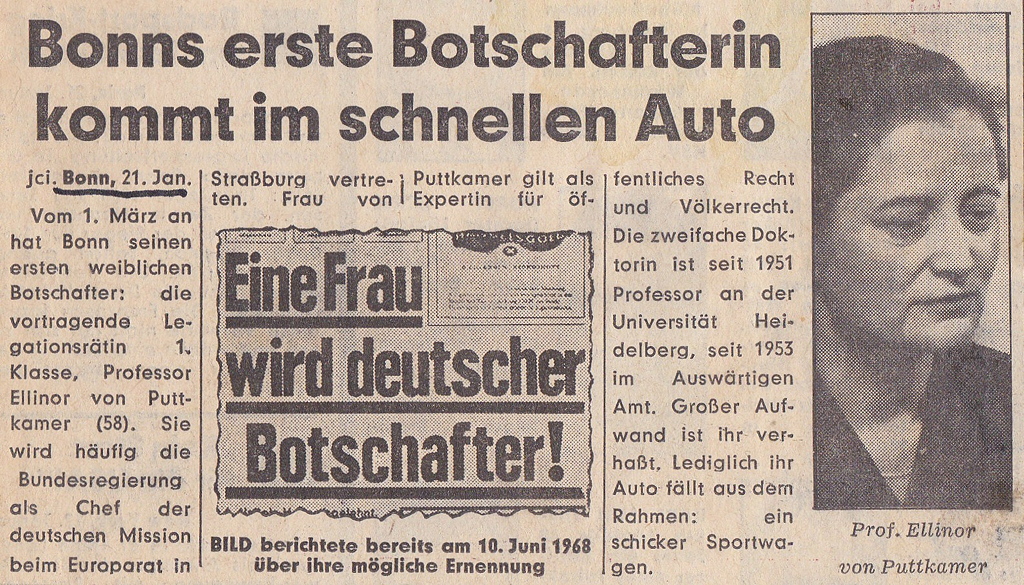 Bonns erste Botschafterin
kommt im schnellen Auto
jci. Bonn, 21. Jan.
Vom 1. März an
hat Bonn seinen
ersten weiblichen
Botschafter: die
vortragende Le-
gationsrätin 1.
Klasse, Professor
Ellinor von Putt-
kamer (58). Sie
wird häufig die
Bundesregierung
als Chef der
deutschen Mission
beim Europarat in
Straßburg vertre-
ten. Frau von
Puttkamer gilt als
Expertin für öf-
Eine Frau
wird deutscher
Botschafter!
BILD berichtete bereits am 10. Juni 1968
über ihre mögliche Ernennung
fentliches Recht
und Völkerrecht.
Die zweifache Dok-
torin ist seit 1951
Professor an der
Universität Hei-
delberg, seit 1953
im Auswärtigen
Amt. Großer Auf-
wand ist ihr ver-
haßt. Lediglich ihr
Auto fällt aus dem
Rahmen: ein
schicker Sportwa-
gen.
Prof. Ellinor
von Puttkamer